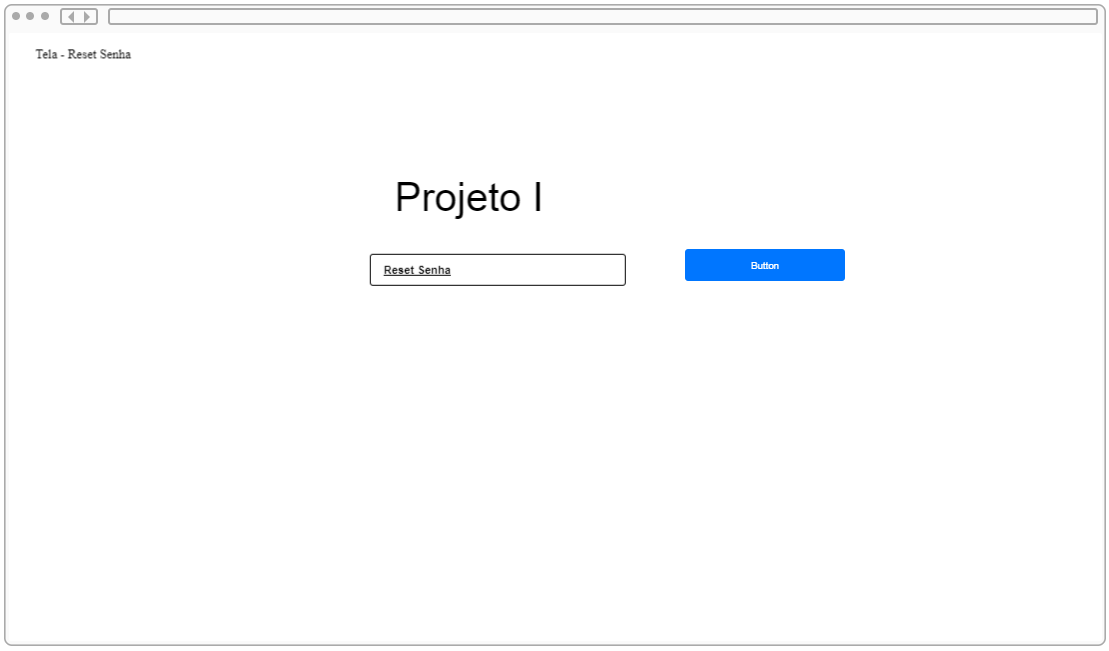 Tela - Reset Senha
Projeto I
Reset Senha
Button